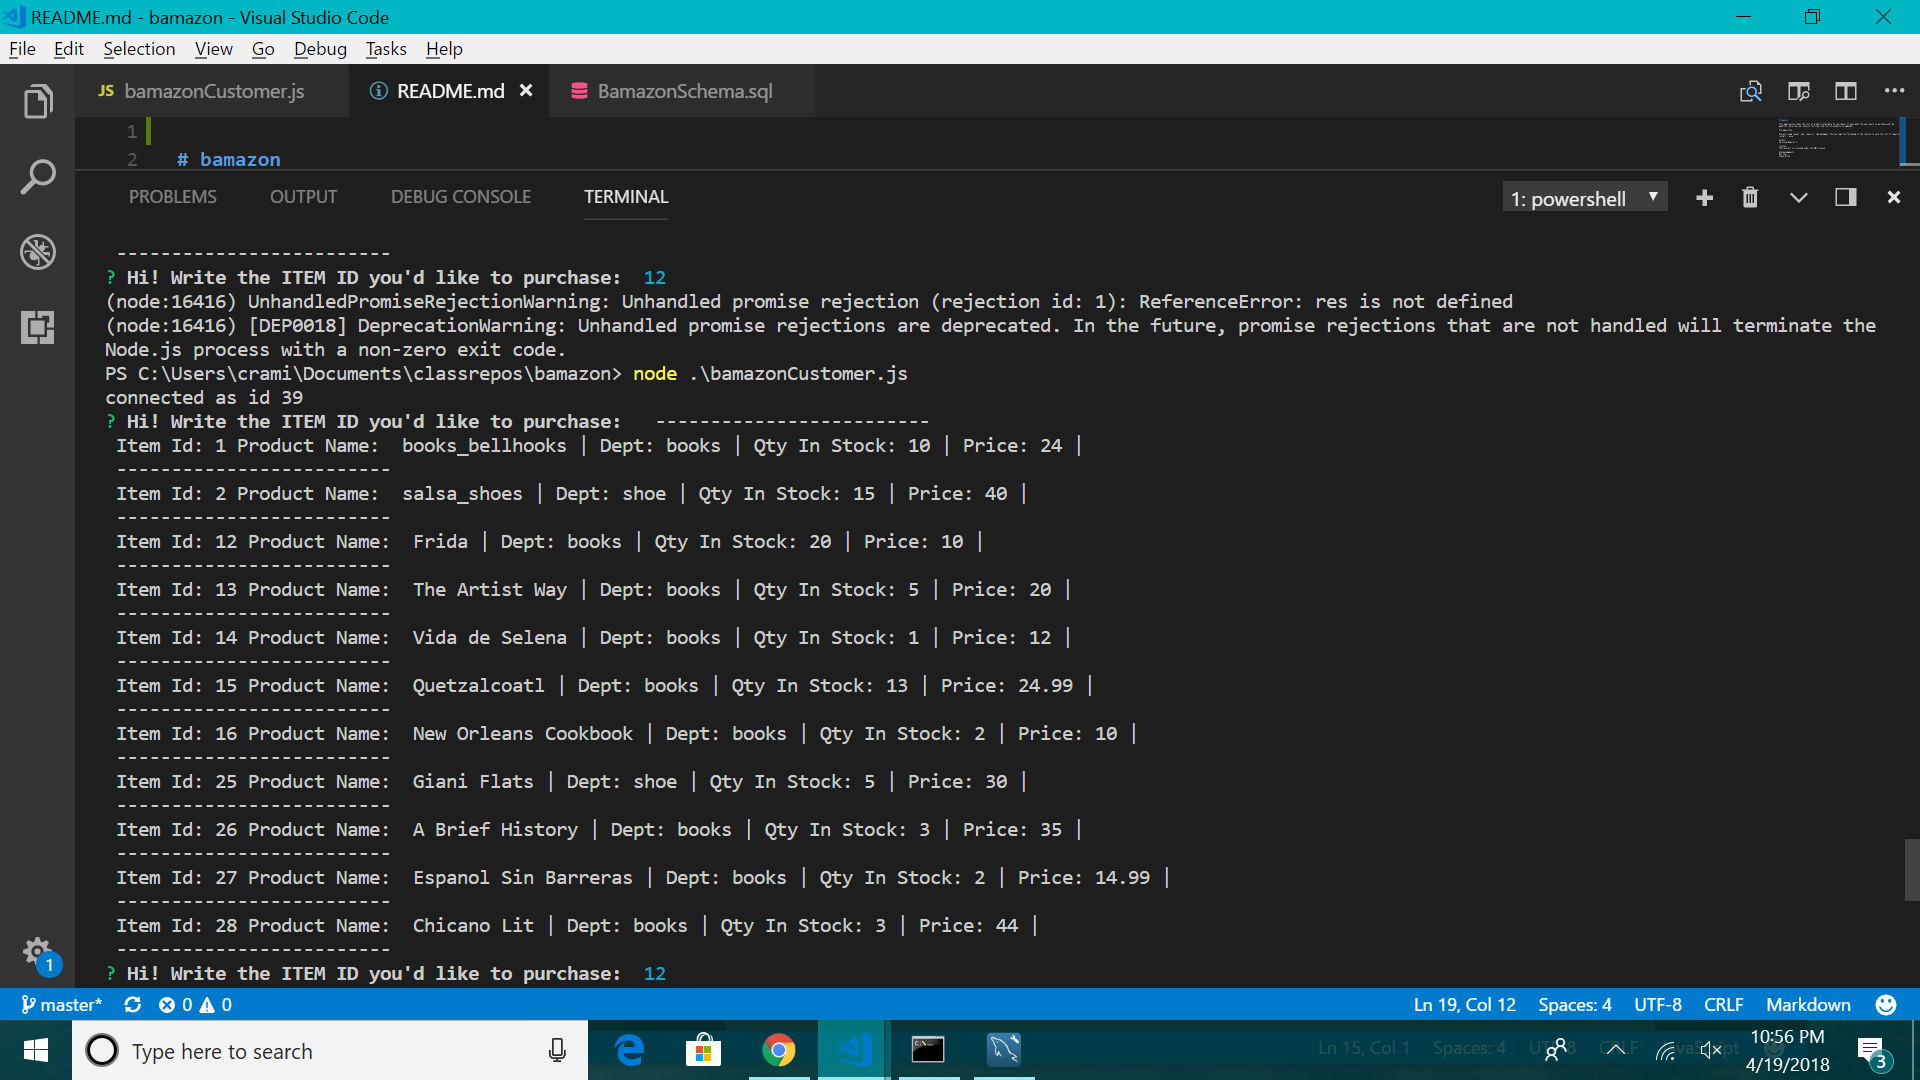 README.md - bamazon - Visual Studio Code
File Edit Selection View Go Debug Tasks Help
JS bamazonCustomer.js README.md BamazonSchema.sql
1
2 # bamazon
PROBLEMS OUTPUT DEBUG CONSOLE TERMINAL 1: powershell
-------------------------
? Hi! Write the ITEM ID you'd like to purchase:  12
(node:16416) UnhandledPromiseRejectionWarning: Unhandled promise rejection (rejection id: 1): ReferenceError: res is not defined
(node:16416) [DEP0018] DeprecationWarning: Unhandled promise rejections are deprecated. In the future, promise rejections that are not handled will terminate the
Node.js process with a non-zero exit code.
PS C:\Users\crami\Documents\classrepos\bamazon> node .\bamazonCustomer.js
connected as id 39
? Hi! Write the ITEM ID you'd like to purchase:   -------------------------
Item Id: 1 Product Name:  books_bellhooks | Dept: books | Qty In Stock: 10 | Price: 24 |
-------------------------
Item Id: 2 Product Name:  salsa_shoes | Dept: shoe | Qty In Stock: 15 | Price: 40 |
-------------------------
Item Id: 12 Product Name:  Frida | Dept: books | Qty In Stock: 20 | Price: 10 |
-------------------------
Item Id: 13 Product Name:  The Artist Way | Dept: books | Qty In Stock: 5 | Price: 20 |
-------------------------
Item Id: 14 Product Name:  Vida de Selena | Dept: books | Qty In Stock: 1 | Price: 12 |
-------------------------
Item Id: 15 Product Name:  Quetzalcoatl | Dept: books | Qty In Stock: 13 | Price: 24.99 |
-------------------------
Item Id: 16 Product Name:  New Orleans Cookbook | Dept: books | Qty In Stock: 2 | Price: 10 |
-------------------------
Item Id: 25 Product Name:  Giani Flats | Dept: shoe | Qty In Stock: 5 | Price: 30 |
-------------------------
Item Id: 26 Product Name:  A Brief History | Dept: books | Qty In Stock: 3 | Price: 35 |
-------------------------
Item Id: 27 Product Name:  Espanol Sin Barreras | Dept: books | Qty In Stock: 2 | Price: 14.99 |
-------------------------
Item Id: 28 Product Name:  Chicano Lit | Dept: books | Qty In Stock: 3 | Price: 44 |
-------------------------
? Hi! Write the ITEM ID you'd like to purchase:  12
1
master* 0 0 Ln 19, Col 12 Spaces: 4 UTF-8 CRLF Markdown
Type here to search
Ln 15, Col 1 Spaces: 4
10:56 PM
4/19/2018
3